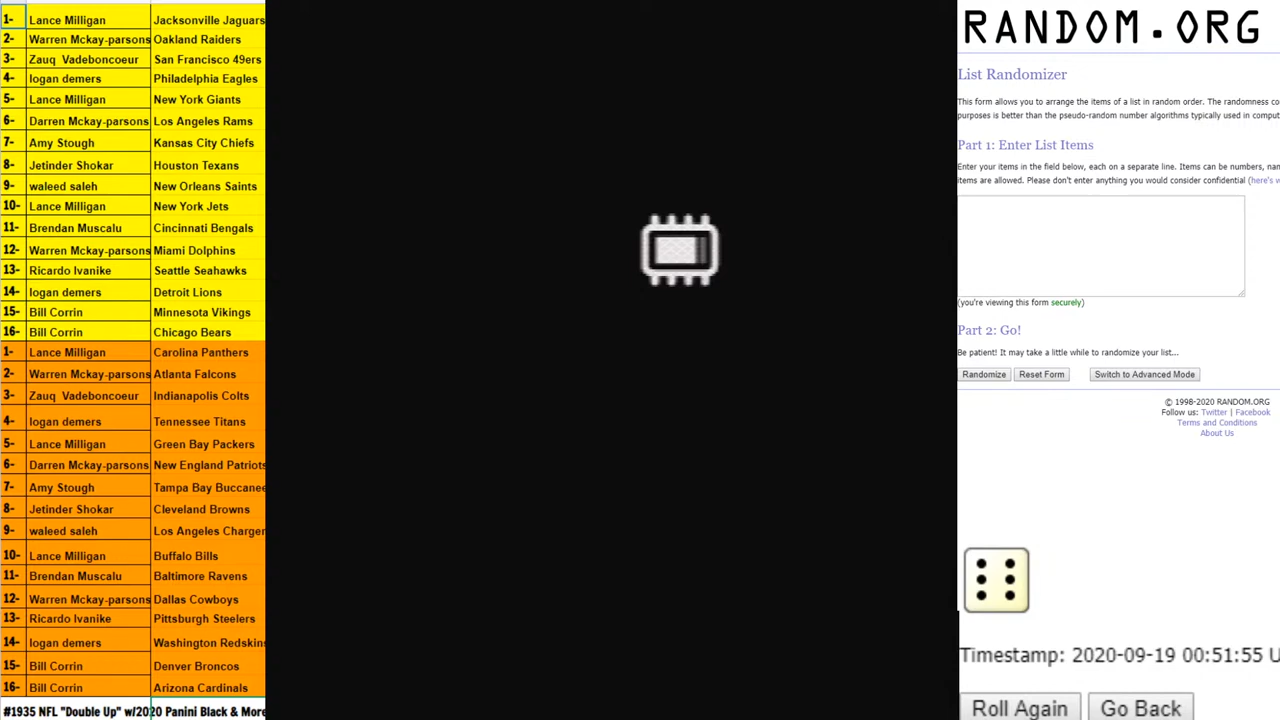 1- Lance Milligan Jacksonville Jaguars
2- Warren Mckay-parsons Oakland Raiders
3- Zauq Vadeboncoeur San Francisco 49ers
4- logan demers Philadelphia Eagles
5- Lance Milligan New York Giants
6- Darren Mckay-parsons Los Angeles Rams
7- Amy Stough Kansas City Chiefs
8- Jetinder Shokar Houston Texans
9- waleed saleh New Orleans Saints
10- Lance Milligan New York Jets
11- Brendan Muscalu Cincinnati Bengals
12- Warren Mckay-parsons Miami Dolphins
13- Ricardo Ivanike Seattle Seahawks
14- logan demers Detroit Lions
15- Bill Corrin Minnesota Vikings
16- Bill Corrin Chicago Bears
1- Lance Milligan Carolina Panthers
2- Warren Mckay-parsons Atlanta Falcons
3- Zauq Vadeboncoeur Indianapolis Colts
4- logan demers Tennessee Titans
5- Lance Milligan Green Bay Packers
6- Darren Mckay-parsons New England Patriots
7- Amy Stough Tampa Bay Buccanee
8- Jetinder Shokar Cleveland Browns
9- waleed saleh Los Angeles Charger
10- Lance Milligan Buffalo Bills
11- Brendan Muscalu Baltimore Ravens
12- Warren Mckay-parsons Dallas Cowboys
13- Ricardo Ivanike Pittsburgh Steelers
14- logan demers Washington Redskins
15- Bill Corrin Denver Broncos
16- Bill Corrin Arizona Cardinals
#1935 NFL "Double Up" w/2020 Panini Black & More
RANDOM.ORG
List Randomizer
This form allows you to arrange the items of a list in random order. The randomness co
purposes is better than the pseudo-random number algorithms typically used in comput
Part 1: Enter List Items
Enter your items in the field below, each on a separate line. Items can be numbers, nam
items are allowed. Please don't enter anything you would consider confidential (here's w
(you're viewing this form securely)
Part 2: Go!
Be patient! It may take a little while to randomize your list...
Randomize Reset Form Switch to Advanced Mode
© 1998-2020 RANDOM.ORG
Follow us: Twitter | Facebook
Terms and Conditions
About Us
Timestamp: 2020-09-19 00:51:55 U
Roll Again Go Back